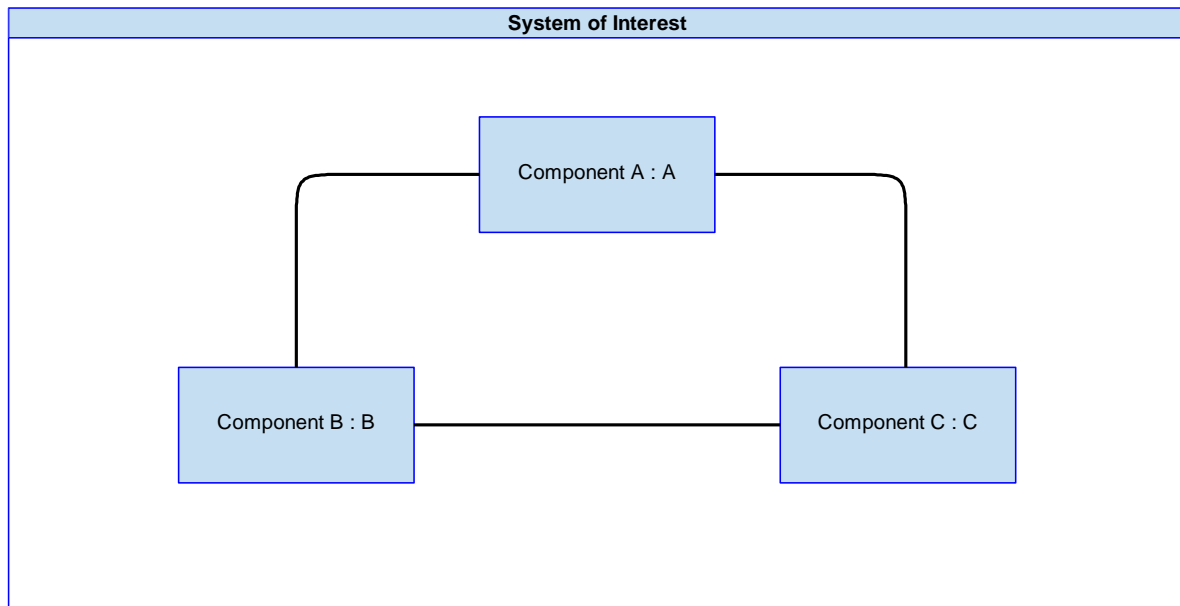 System of Interest
Component A : A
Component B : B
Component C : C